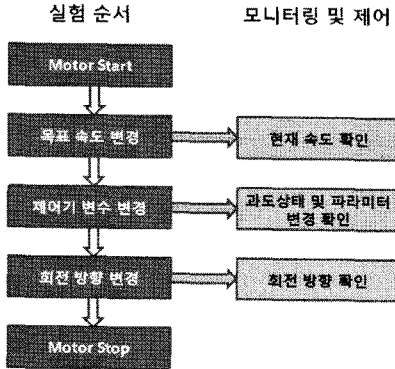 실험 순서
모니터링 및 제어
Motor Start
목표 속도 변경
현재 속도 확인
제어기 변수 변경
과도상태 및 파라미터
변경 확인
회전 방향 변경
회전 방향 확인
Motor Stop